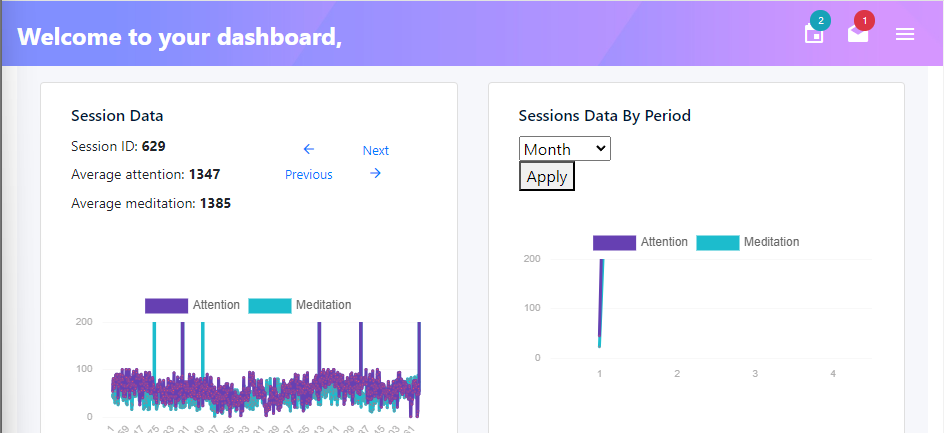 Welcome to your dashboard,
2
1
Session Data
Session ID: 629
Average attention: 1347
Average meditation: 1385
←
Previous
Next
→
Attention
Meditation
200
100
0
Sessions Data By Period
Month
Apply
Attention
Meditation
200
100
0
1
2
3
4